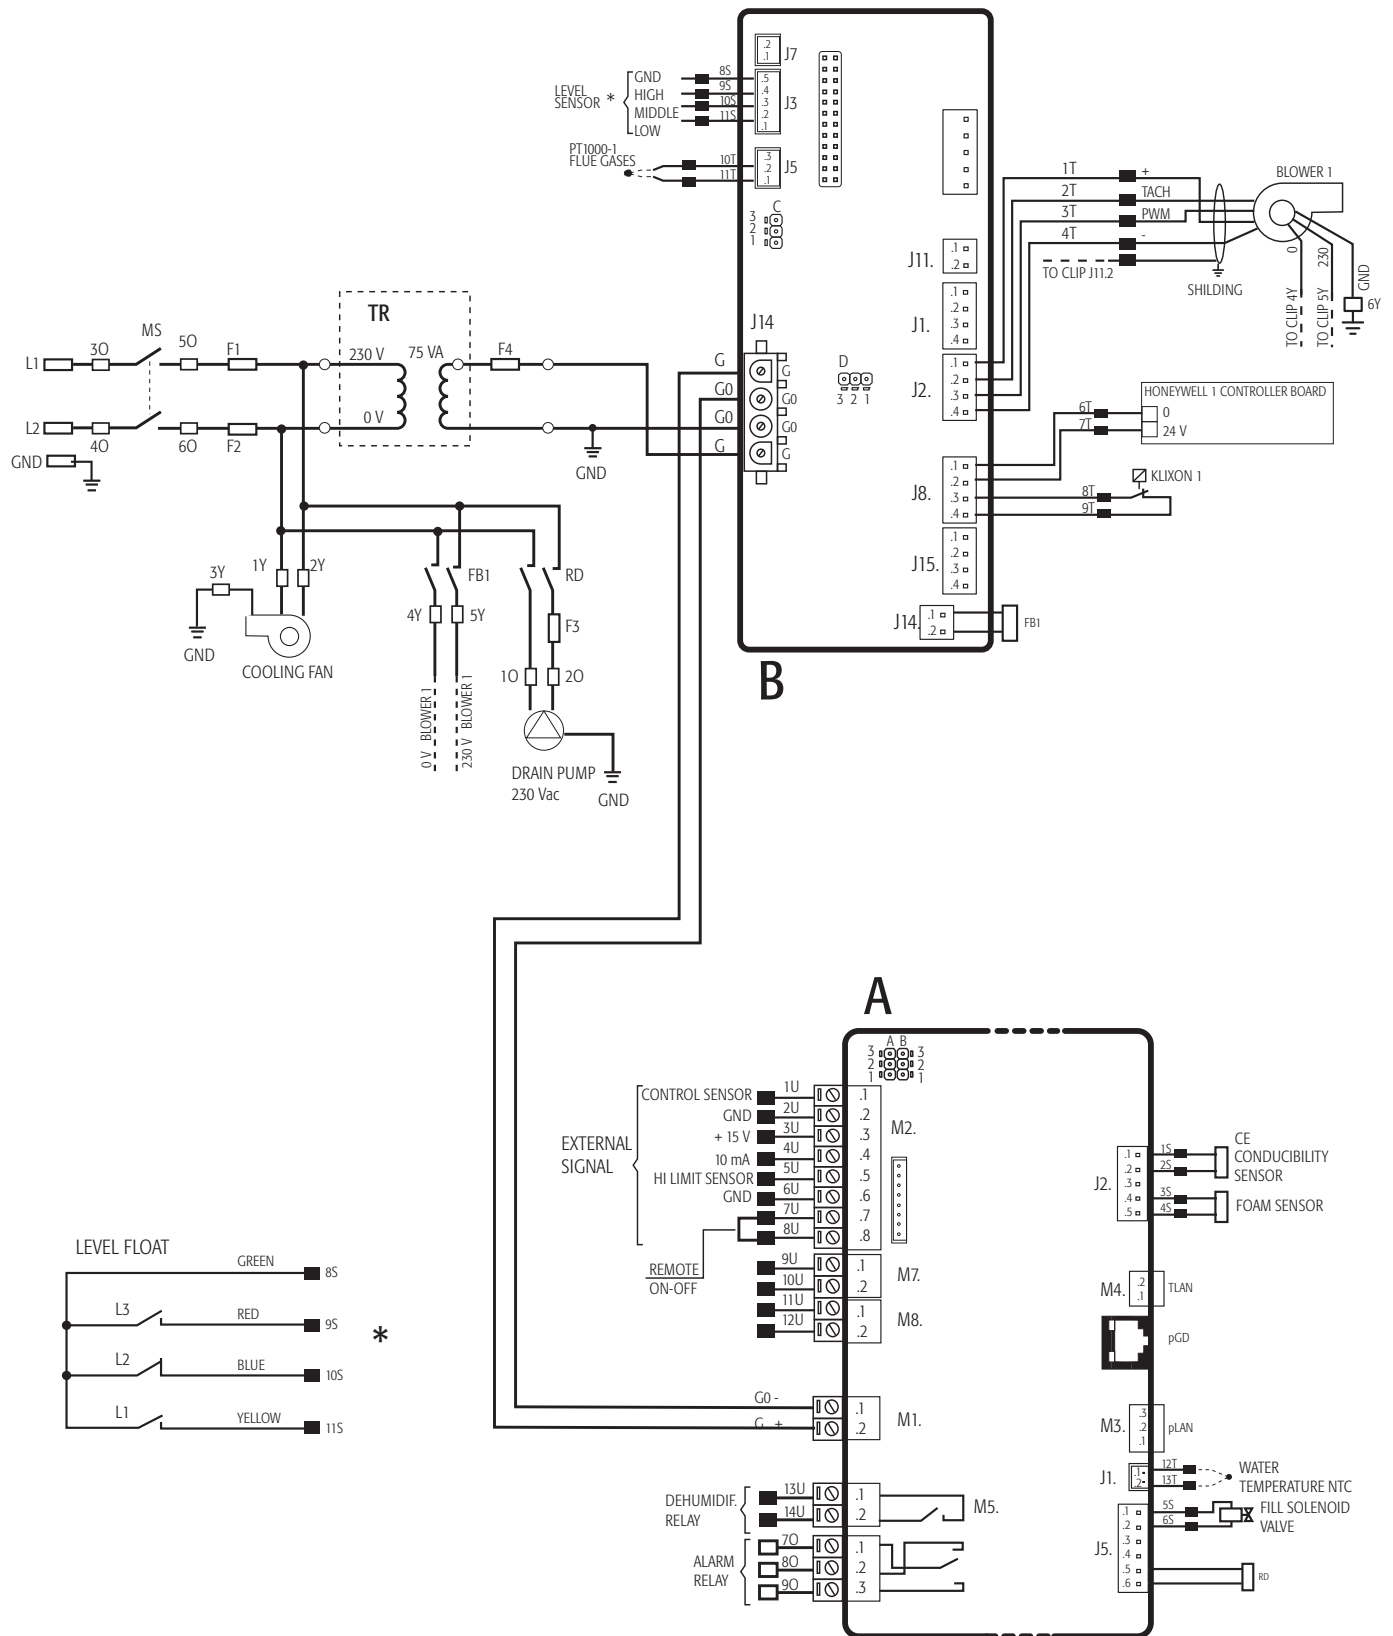 .2
.1
J7
LEVEL
SENSOR *
GND
HIGH
MIDDLE
LOW
8S
9S
10S
11S
.5
.4
.3
.2
.1
J3
PT1000-1
FLUE GASES
10T
11T
.3
.2
.1
J5
C
3
2
1
1T
2T
3T
4T
+
TACH
PWM
-
BLOWER 1
TO CLIP J11.2
SHILDING
0
230
GND
TO CLIP 4Y
TO CLIP 5Y
6Y
J11.
.1
.2
J1.
.1
.2
.3
.4
J2.
.1
.2
.3
.4
L1
3O
MS
5O
F1
TR
230 V
75 VA
F4
0 V
L2
4O
6O
F2
GND
GND
J14
G
G0
G0
G
G
G0
G0
G
D
3 2 1
HONEYWELL 1 CONTROLLER BOARD
6T
7T
0
24 V
KLIXON 1
8T
9T
J8.
.1
.2
.3
.4
J15.
.1
.2
.3
.4
J14.
.1
.2
FB1
3Y
1Y
2Y
GND
COOLING FAN
FB1
4Y
5Y
0 V BLOWER 1
230 V BLOWER 1
RD
F3
1O
2O
DRAIN PUMP
230 Vac
GND
B
A
A B
3
2
1
3
2
1
EXTERNAL
SIGNAL
CONTROL SENSOR
GND
+ 15 V
10 mA
HI LIMIT SENSOR
GND
REMOTE
ON-OFF
1U
2U
3U
4U
5U
6U
7U
8U
9U
10U
11U
12U
.1
.2
.3
.4
.5
.6
.7
.8
M2.
.1
.2
M7.
.1
.2
M8.
G0 -
G +
.1
.2
M1.
DEHUMIDIF.
RELAY
13U
14U
.1
.2
M5.
ALARM
RELAY
7O
8O
9O
.1
.2
.3
J2.
.1
.2
.3
.4
.5
1S
2S
3S
4S
CE
CONDUCIBILITY
SENSOR
FOAM SENSOR
M4.
.2
.1
TLAN
pGD
M3.
.3
.2
.1
pLAN
J1.
.1
.2
12T
13T
WATER
TEMPERATURE NTC
J5.
.1
.2
.3
.4
.5
.6
5S
6S
FILL SOLENOID
VALVE
RD
LEVEL FLOAT
GREEN
8S
L3
RED
9S
*
L2
BLUE
10S
L1
YELLOW
11S